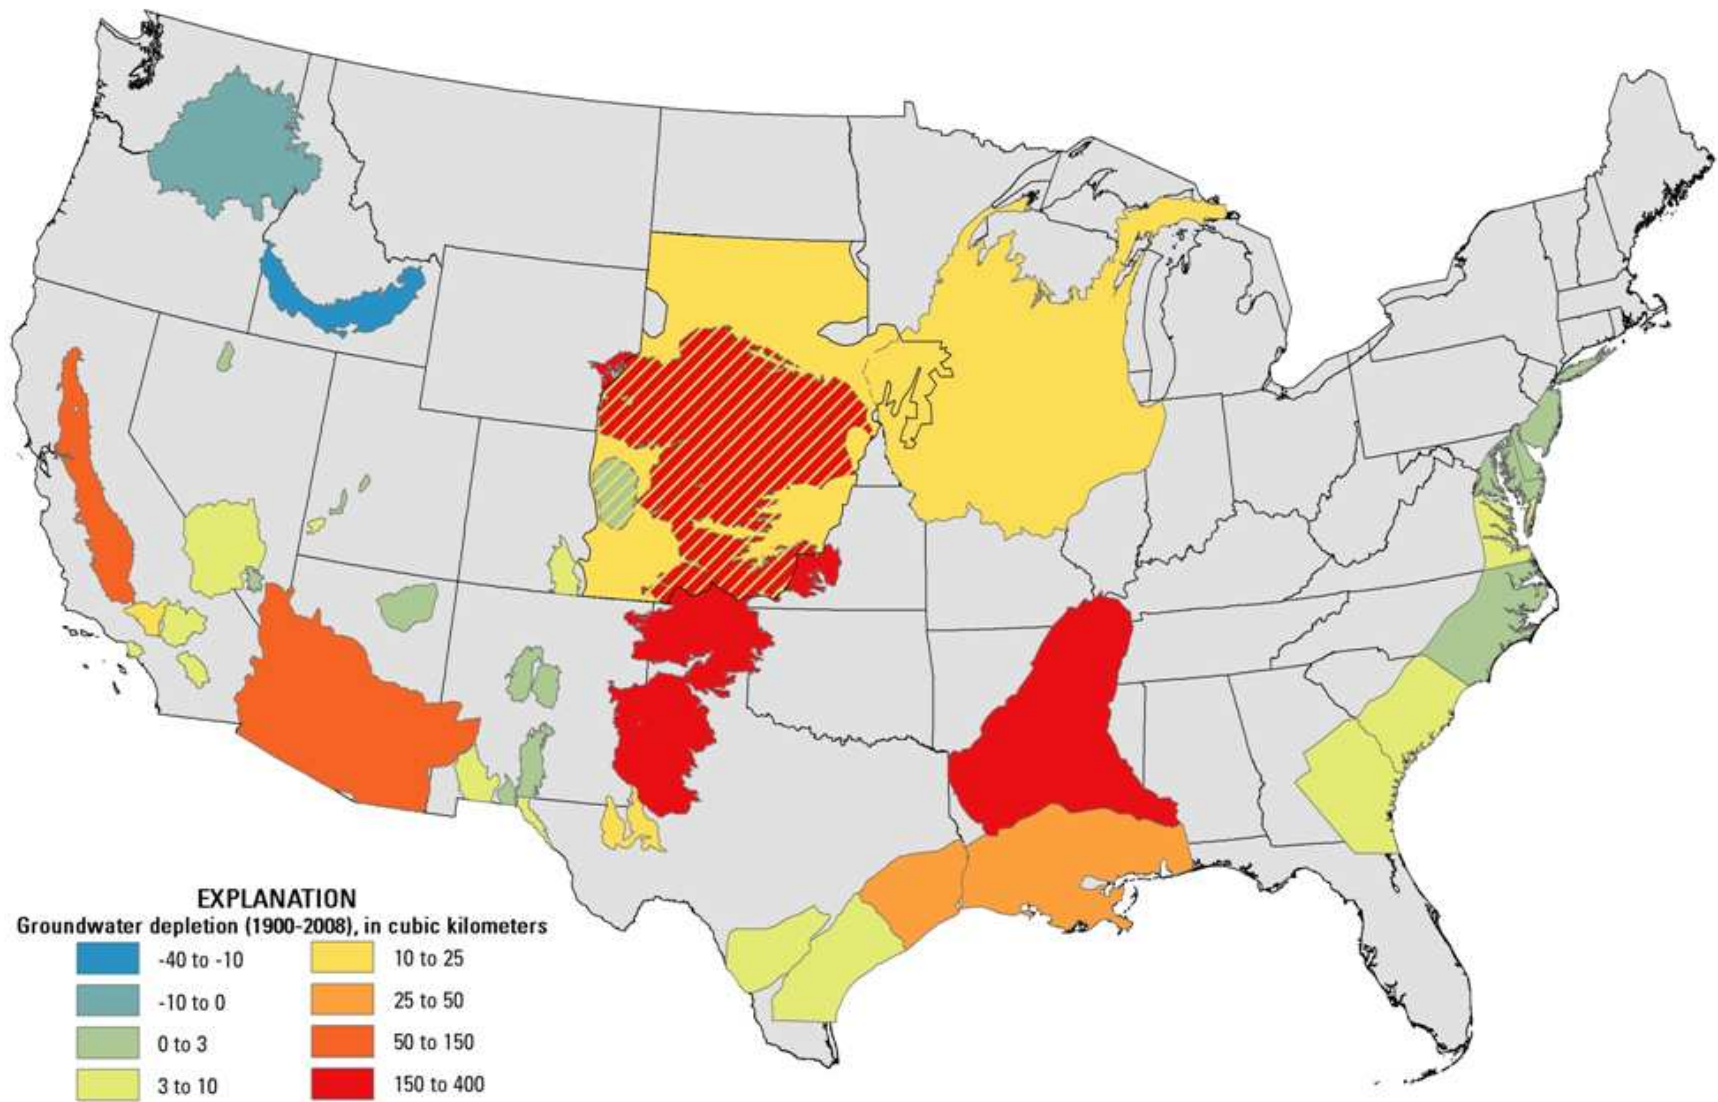 EXPLANATION
Groundwater depletion (1900-2008), in cubic kilometers
-40 to -10
-10 to 0
0 to 3
3 to 10
10 to 25
25 to 50
50 to 150
150 to 400